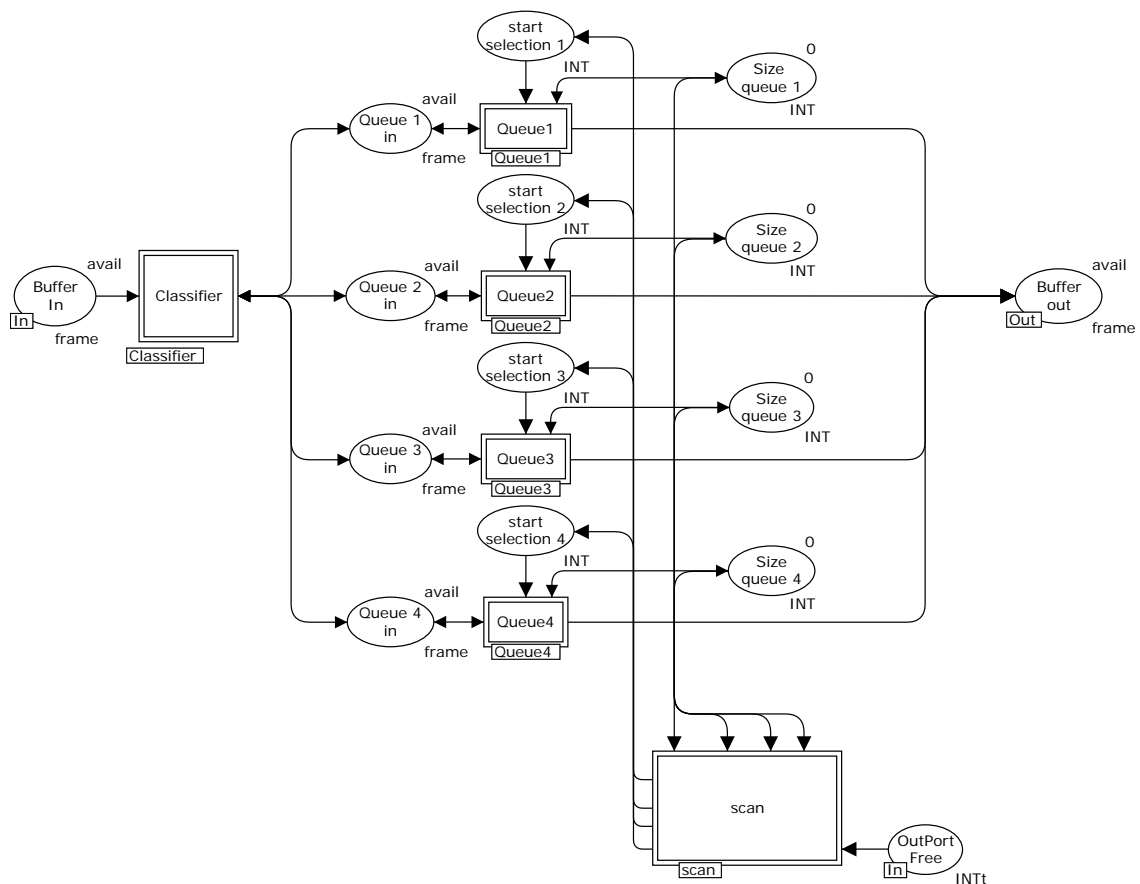 start
selection 1
INT
0
Size
queue 1
INT
avail
Queue 1
in
frame
Queue1
Queue1
start
selection 2
INT
0
Size
queue 2
INT
avail
Buffer
In
In
frame
Classifier
Classifier
avail
Queue 2
in
frame
Queue2
Queue2
avail
Buffer
out
Out
frame
start
selection 3
INT
0
Size
queue 3
INT
avail
Queue 3
in
frame
Queue3
Queue3
start
selection 4
INT
0
Size
queue 4
INT
avail
Queue 4
in
frame
Queue4
Queue4
scan
scan
OutPort
Free
In
INTt